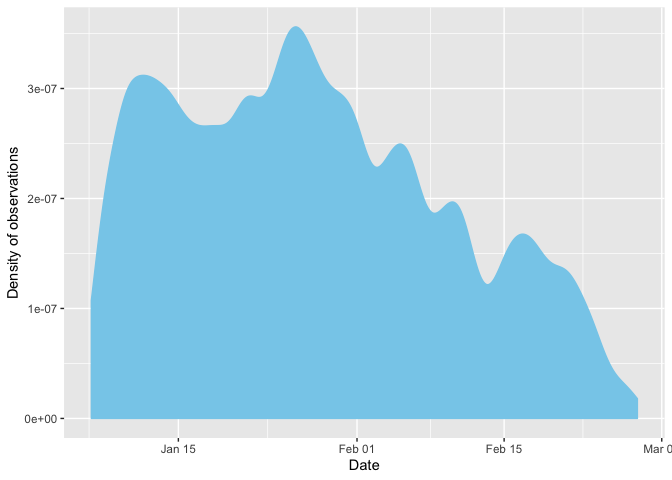 Density of observations
3e-07
2e-07
1e-07
0e+00
Jan 15 Feb 01 Feb 15 Mar 0
Date